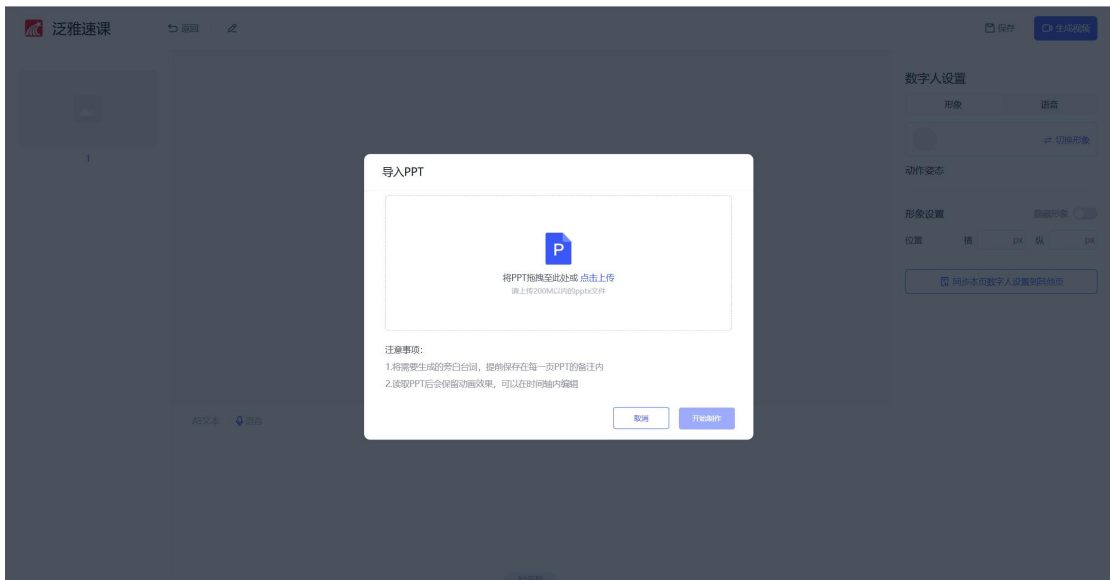 泛雅速课
返回
保存
生成视频
数字人设置
形象
语音
1
切换形象
动作姿态
形象设置
隐藏形象
位置
横
px
纵
px
同步本页数字人设置到其他页
导入PPT
P
将PPT拖拽至此处或 点击上传
请上传200M以内的pptx文件
注意事项：
1.将需要生成的旁白台词，提前保存在每一页PPT的备注内
2.读取PPT后会保留动画效果，可以在时间轴内编辑
取消
开始制作
文本
语音